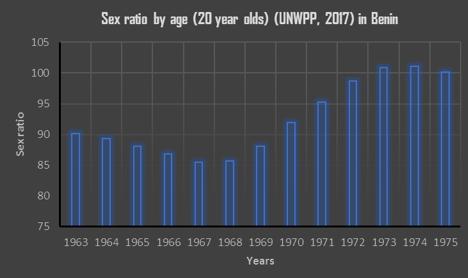 Sex ratio by age (20 year olds) (UNWPP, 2017) in Benin
105
100
95
90
85
80
75
Sex ratio
1963 1964 1965 1966 1967 1968 1969 1970 1971 1972 1973 1974 1975
Years